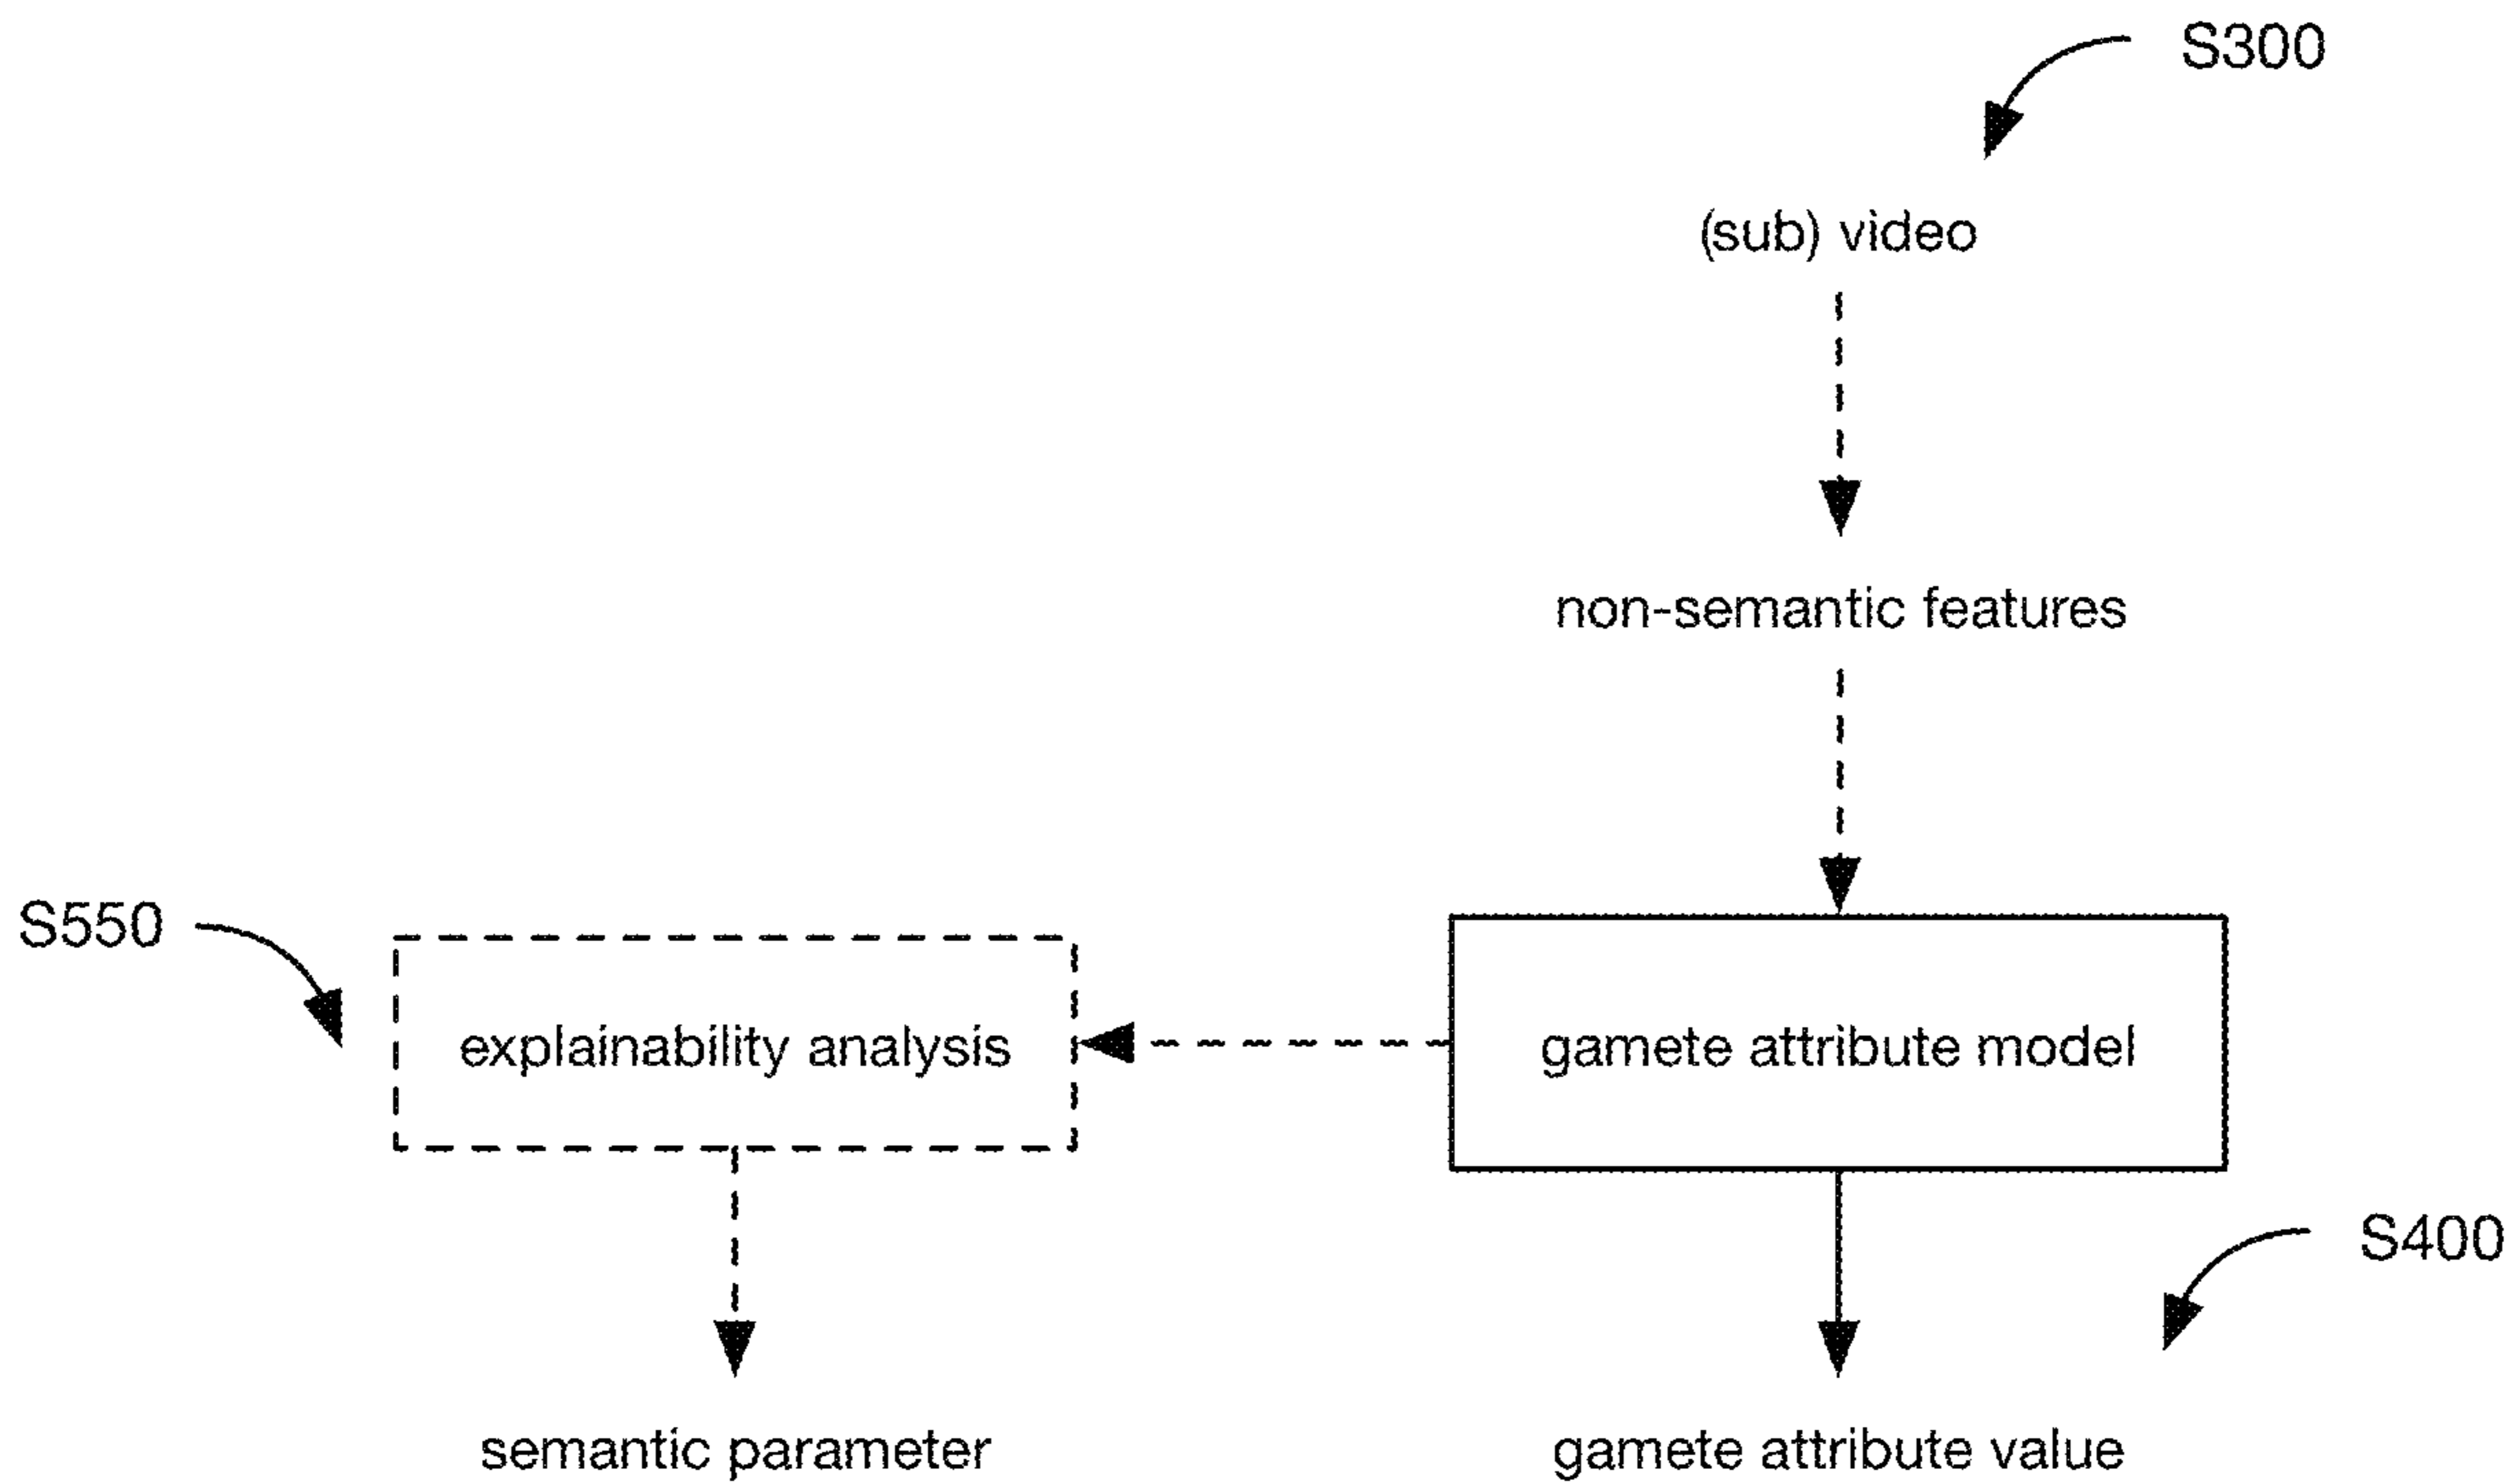 S300
(sub) video
non-semantic features
S550
explainability analysis
gamete attribute model
S400
semantic parameter
gamete attribute value